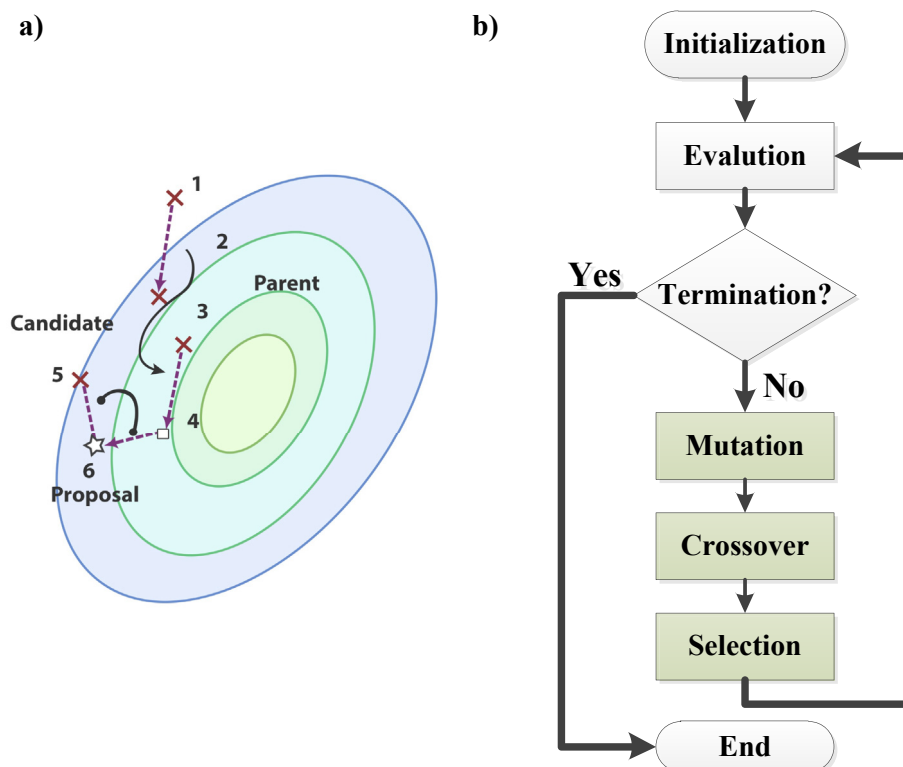 a)
1
2
Parent
3
Candidate
5
4
6
Proposal
b)
Initialization
Evalution
Yes
Termination?
No
Mutation
Crossover
Selection
End